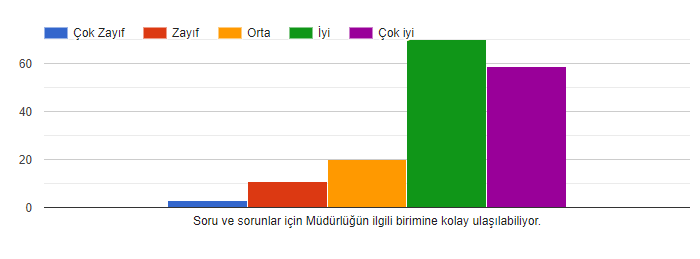 Çok Zayıf Zayıf Orta İyi Çok iyi
60
40
20
0
Soru ve sorunlar için Müdürlüğün ilgili birimine kolay ulaşılabiliyor.